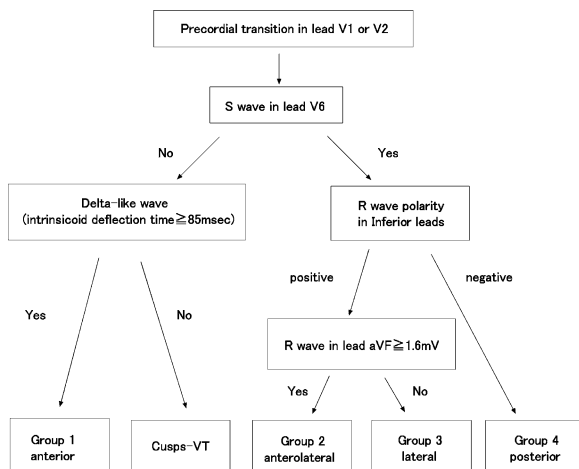 Precordial transition in lead V1 or V2
S wave in lead V6
No
Yes
Delta-like wave
(intrinsicoid deflection time≧85msec)
R wave polarity
in Inferior leads
positive
negative
Yes
No
R wave in lead aVF≧1.6mV
Yes
No
Group 1
anterior
Cusps-VT
Group 2
anterolateral
Group 3
lateral
Group 4
posterior